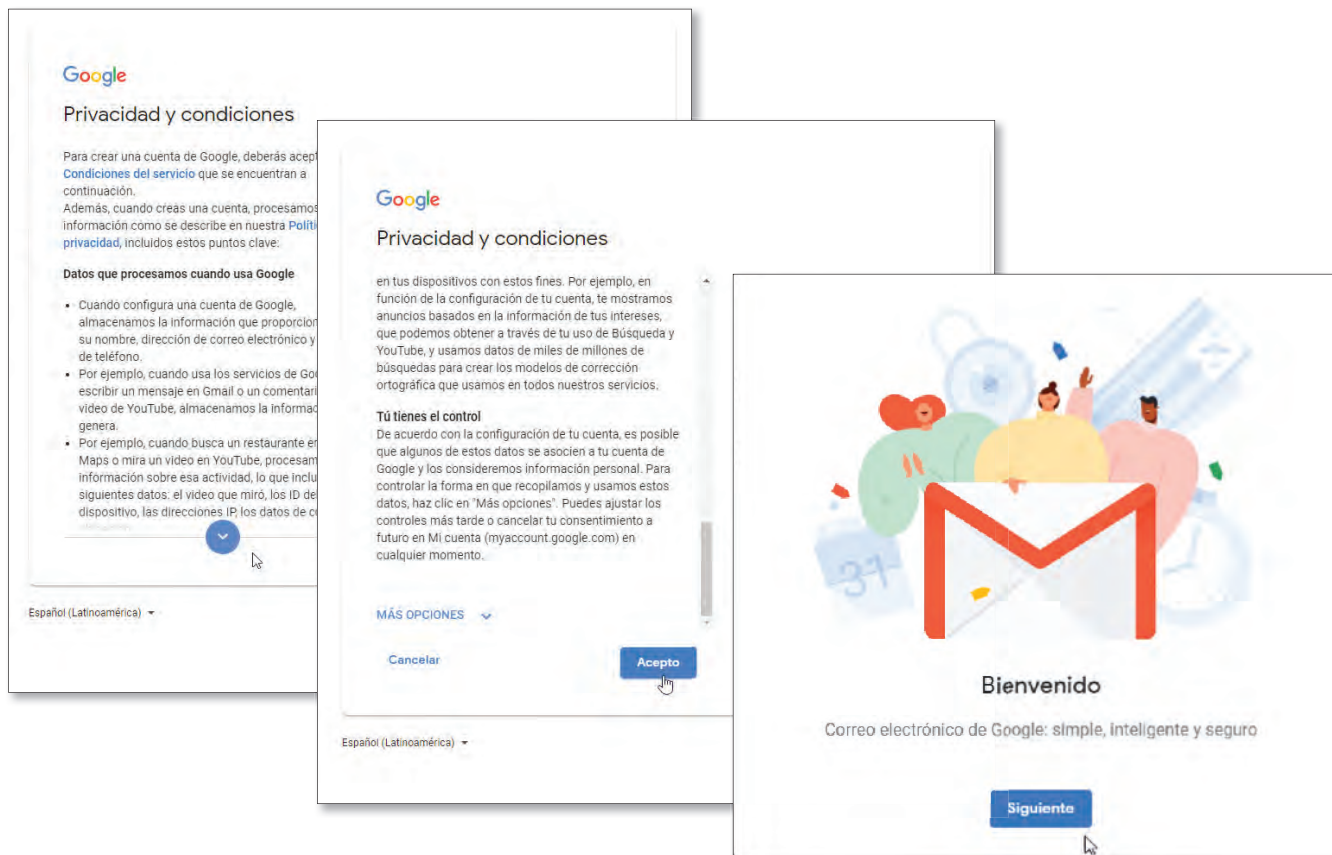 Google
Privacidad y condiciones
Para crear una cuenta de Google, deberás acept
Condiciones del servicio que se encuentran a
continuación.
Además, cuando creas una cuenta, procesamos
información como se describe en nuestra Políti
privacidad, incluidos estos puntos clave:
Datos que procesamos cuando usa Google
Cuando configura una cuenta de Google,
almacenamos la información que proporcion
su nombre, dirección de correo electrónico y
de teléfono.
Por ejemplo, cuando usa los servicios de Goo
escribir un mensaje en Gmail o un comentari
video de YouTube, almacenamos la informac
genera.
Por ejemplo, cuando busca un restaurante en
Maps o mira un video en YouTube, procesam
información sobre esa actividad, lo que inclu
siguientes datos: el video que miró, los ID del
dispositivo, las direcciones IP, los datos de co
Español (Latinoamérica)
Google
Privacidad y condiciones
en tus dispositivos con estos fines. Por ejemplo, en
función de la configuración de tu cuenta, te mostramos
anuncios basados en la información de tus intereses,
que podemos obtener a través de tu uso de Búsqueda y
YouTube, y usamos datos de miles de millones de
búsquedas para crear los modelos de corrección
ortográfica que usamos en todos nuestros servicios.
Tú tienes el control
De acuerdo con la configuración de tu cuenta, es posible
que algunos de estos datos se asocien a tu cuenta de
Google y los consideremos información personal. Para
controlar la forma en que recopilamos y usamos estos
datos, haz clic en "Más opciones". Puedes ajustar los
controles más tarde o cancelar tu consentimiento a
futuro en Mi cuenta (myaccount.google.com) en
cualquier momento.
MÁS OPCIONES
Cancelar
Acepto
Español (Latinoamérica)
31
Bienvenido
Correo electrónico de Google: simple, inteligente y seguro
Siguiente